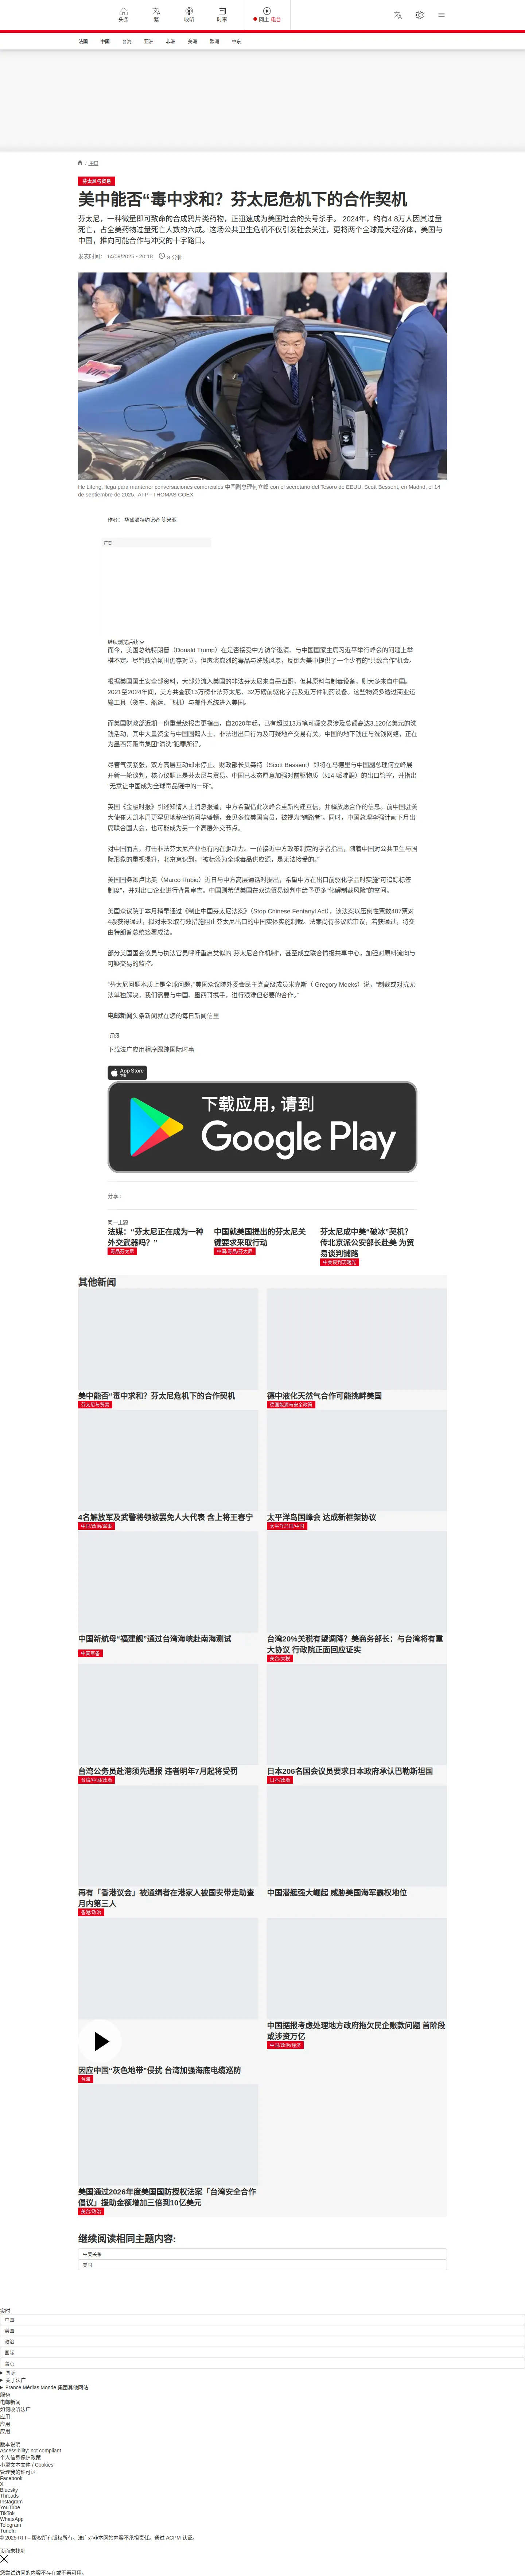 头条
繁
收听
时事
网上 电台
法国
中国
台海
亚洲
非洲
美洲
欧洲
中东
/ 中国
芬太尼与贸易
美中能否“毒中求和？芬太尼危机下的合作契机
芬太尼，一种微量即可致命的合成鸦片类药物，正迅速成为美国社会的头号杀手。 2024年，约有4.8万人因其过量
死亡，占全美药物过量死亡人数的六成。这场公共卫生危机不仅引发社会关注，更将两个全球最大经济体，美国与
中国，推向可能合作与冲突的十字路口。
发表时间： 14/09/2025 - 20:18
6 分钟
He Lifeng, llega para mantener conversaciones comerciales 中国副总理何立峰 con el secretario del Tesoro de EEUU, Scott Bessent, en Madrid, el 14
de septiembre de 2025. AFP - THOMAS COEX
作者： 华盛顿特约记者 陈米亚
广告
继续浏览后续
而今，美国总统特朗普（Donald Trump）在是否接受中方访华邀请、与中国国家主席习近平举行峰会的问题上举
棋不定。尽管政治氛围仍存对立，但愈演愈烈的毒品与洗钱风暴，反倒为美中提供了一个少有的“共敌合作”机会。
根据美国国土安全部资料，大部分流入美国的非法芬太尼来自墨西哥，但其原料与制毒设备，则大多来自中国。
2021至2024年间，美方共查获13万磅非法芬太尼、32万磅前驱化学品及近万件制药设备。这些物资多透过商业运
输工具（货车、船运、飞机）与邮件系统进入美国。
而美国财政部近期一份重量级报告更指出，自2020年起，已有超过13万笔可疑交易涉及总额高达3,120亿美元的洗
钱活动，其中大量资金与中国国籍人士、非法进出口行为及可疑地产交易有关。中国的地下钱庄与洗钱网络，正在
为墨西哥贩毒集团“清洗”犯罪所得。
尽管气氛紧张，双方高层互动却未停止。财政部长贝森特（Scott Bessent）即将在马德里与中国副总理何立峰展
开新一轮谈判，核心议题正是芬太尼与贸易。中国已表态愿意加强对前驱物质（如4-哌啶酮）的出口管控，并指出
“无意让中国成为全球毒品链中的一环”。
英国《金融时报》引述知情人士消息报道，中方希望借此次峰会重新构建互信，并释放愿合作的信息。前中国驻美
大使崔天凯本周更罕见地秘密访问华盛顿，会见多位美国官员，被视为“铺路者”。同时，中国总理李强计画下月出
席联合国大会，也可能成为另一个高层外交节点。
对中国而言，打击非法芬太尼产业也有内在驱动力。一位接近中方政策制定的学者指出，随着中国对公共卫生与国
际形象的重视提升，北京意识到，“被标签为全球毒品供应源，是无法接受的。”
美国国务卿卢比奥（Marco Rubio）近日与中方高层通话时提出，希望中方在出口前驱化学品时实施“可追踪标签
制度”，并对出口企业进行背景审查。中国则希望美国在双边贸易谈判中给予更多“化解制裁风险”的空间。
美国众议院于本月稍早通过《制止中国芬太尼法案》（Stop Chinese Fentanyl Act），该法案以压倒性票数407票对
4票获得通过，拟对未采取有效措施阻止芬太尼出口的中国实体实施制裁。法案尚待参议院审议，若获通过，将交
由特朗普总统签署成法。
部分美国国会议员与执法官员呼吁重启类似的“芬太尼合作机制”，甚至成立联合情报共享中心，加强对原料流向与
可疑交易的监控。
“芬太尼问题本质上是全球问题，”美国众议院外委会民主党高级成员米克斯（ Gregory Meeks）说，“制裁或对抗无
法单独解决，我们需要与中国、墨西哥携手，进行艰难但必要的合作。”
电邮新闻头条新闻就在您的每日新闻信里
订阅
下载法广应用程序跟踪国际时事
App Store
下载
下载应用，请到
Google Play
分享 :
同一主题
法媒：“芬太尼正在成为一种
外交武器吗？”
毒品芬太尼
中国就美国提出的芬太尼关
键要求采取行动
中国/毒品/芬太尼
芬太尼成中美“破冰”契机？
传北京派公安部长赴美 为贸
易谈判铺路
中美谈判现曙光
其他新闻
美中能否“毒中求和？芬太尼危机下的合作契机
芬太尼与贸易
德中液化天然气合作可能挑衅美国
德国能源与安全政策
4名解放军及武警将领被罢免人大代表 含上将王春宁
中国/政治/军事
太平洋岛国峰会 达成新框架协议
太平洋岛国/中国
中国新航母“福建舰”通过台湾海峡赴南海测试
中国军备
台湾20%关税有望调降？美商务部长：与台湾将有重
大协议 行政院正面回应证实
美台/关税
台湾公务员赴港须先通报 违者明年7月起将受罚
台湾/中国/政治
日本206名国会议员要求日本政府承认巴勒斯坦国
日本/政治
再有「香港议会」被通缉者在港家人被国安带走助查
月内第三人
香港/政治
中国潜艇强大崛起 威胁美国海军霸权地位
因应中国“灰色地带”侵扰 台湾加强海底电缆巡防
台海
中国据报考虑处理地方政府拖欠民企账款问题 首阶段
或涉资万亿
中国/政治/经济
美国通过2026年度美国国防授权法案「台湾安全合作
倡议」援助金额增加三倍到10亿美元
美台/政治
继续阅读相同主题内容:
中美关系
美国
实时
中国
美国
政治
国际
普京
国际
关于法广
France Médias Monde 集团其他网站
服务
电邮新闻
如何收听法广
应用
应用
应用
版本说明
Accessibility: not compliant
个人信息保护政策
小型文本文件 / Cookies
管理我的许可证
Facebook
X
Bluesky
Threads
Instagram
YouTube
TikTok
WhatsApp
Telegram
TuneIn
© 2025 RFI – 版权所有版权所有。法广对非本网站内容不承担责任。通过 ACPM 认证。
页面未找到
您尝试访问的内容不存在或不再可用。